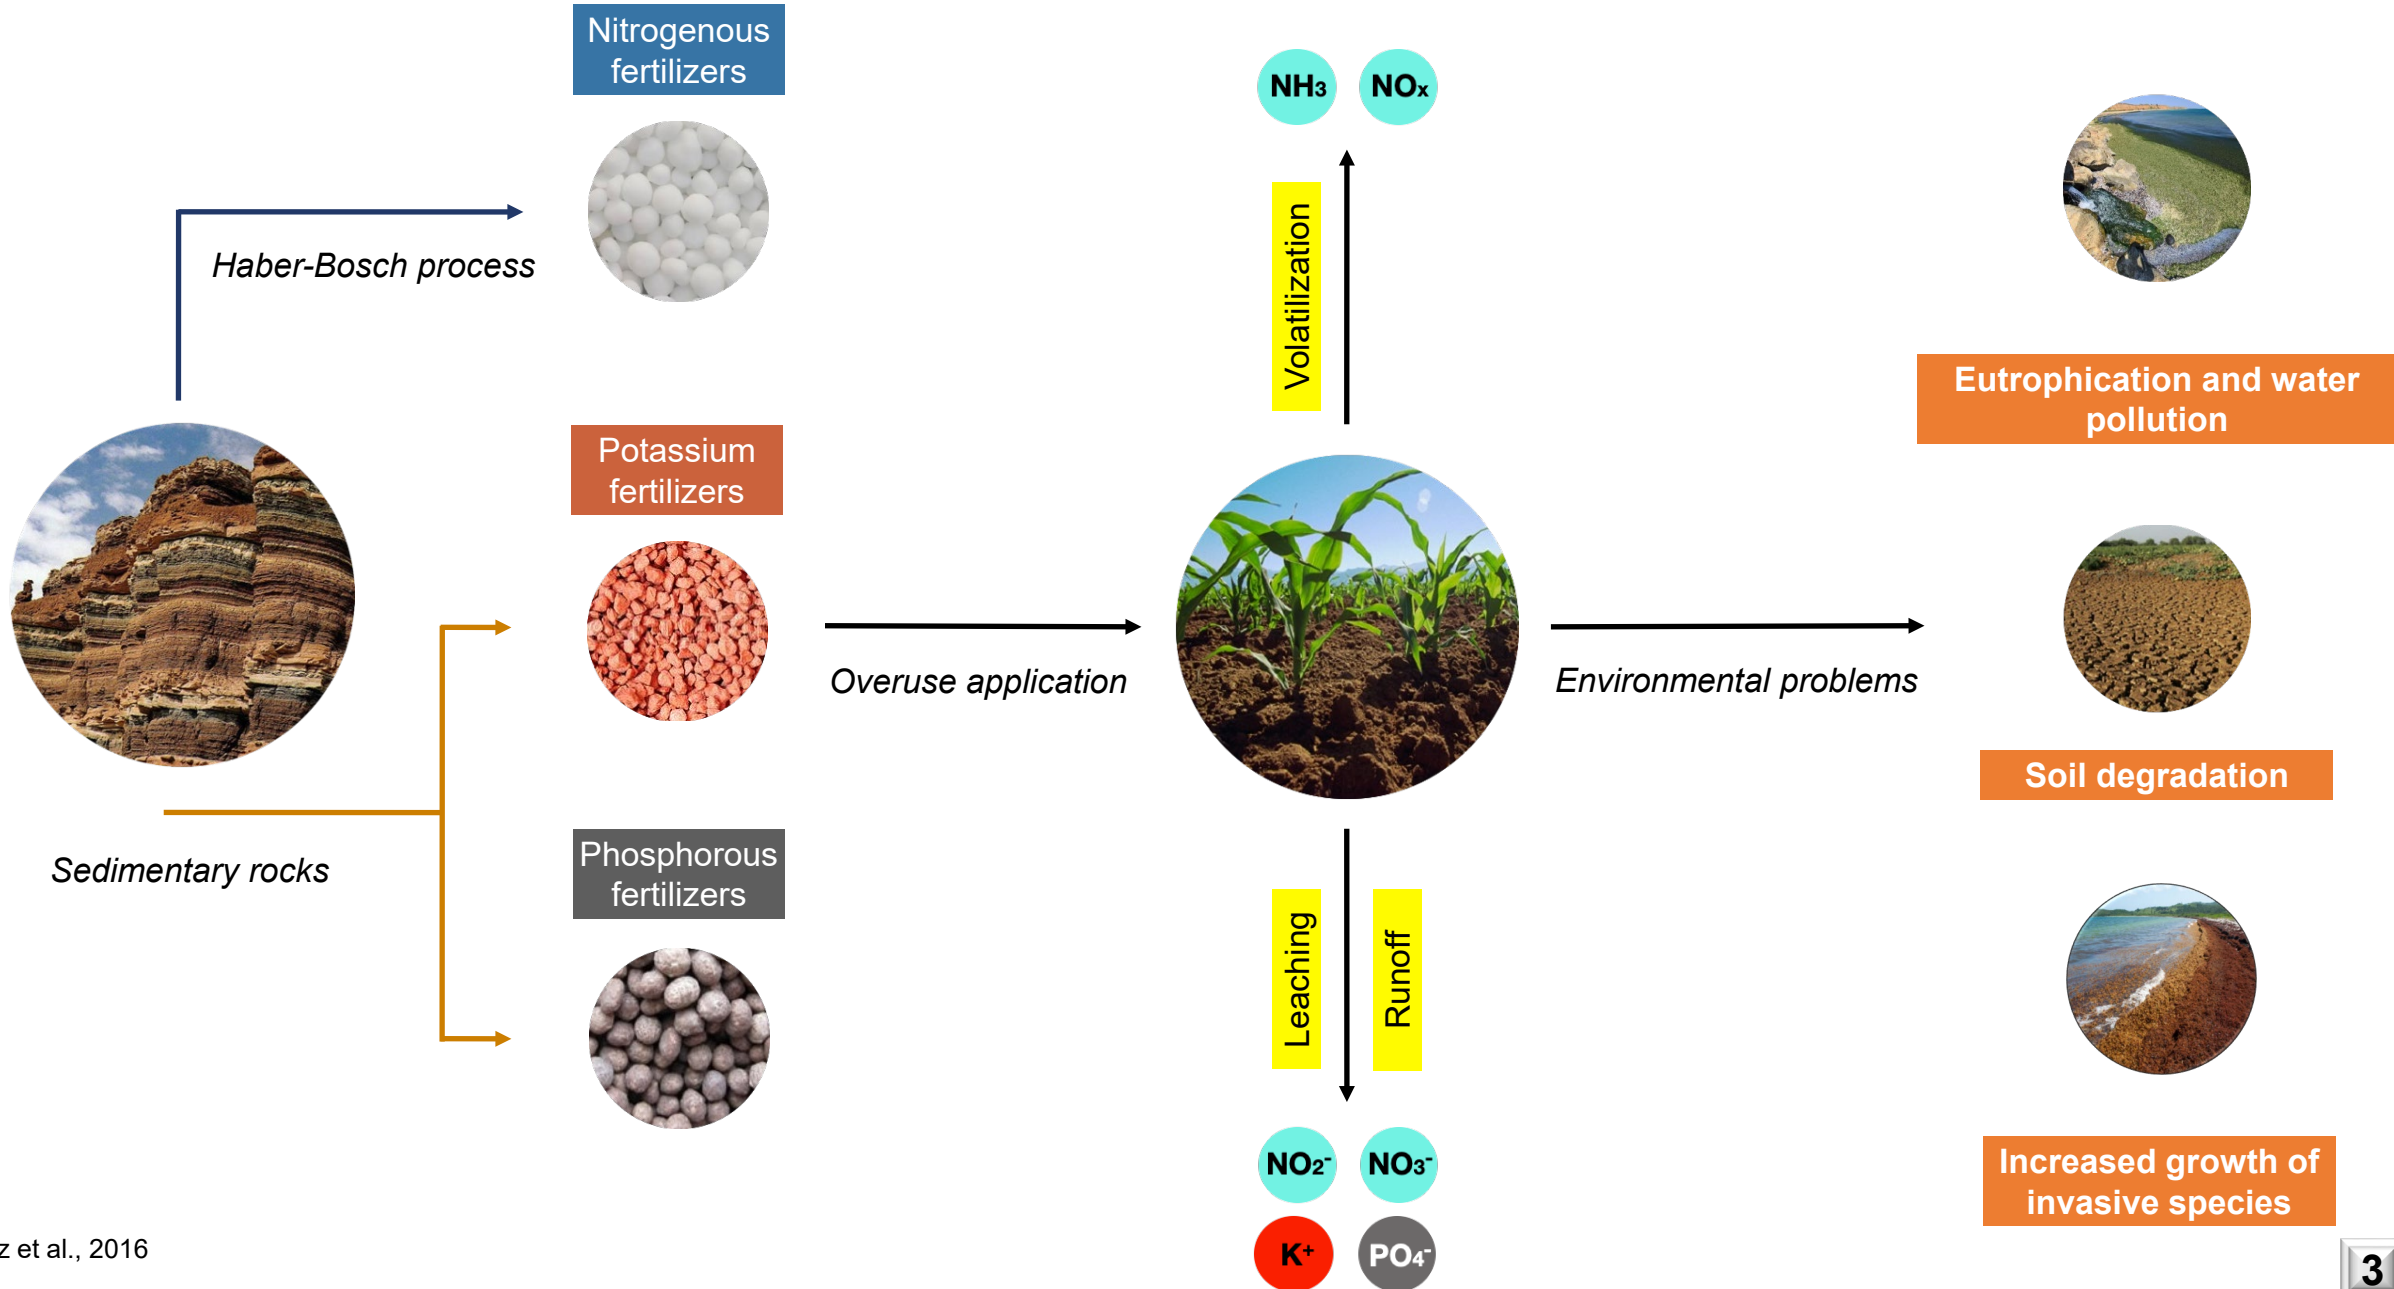 Nitrogenous
fertilizers
Haber-Bosch process
Potassium
fertilizers
Sedimentary rocks
Phosphorous
fertilizers
Overuse application
NH₃
NOₓ
Volatilization
Leaching
Runoff
NO₂⁻
NO₃⁻
K⁺
PO₄⁻
Environmental problems
Eutrophication and water
pollution
Soil degradation
Increased growth of
invasive species
z et al., 2016
3